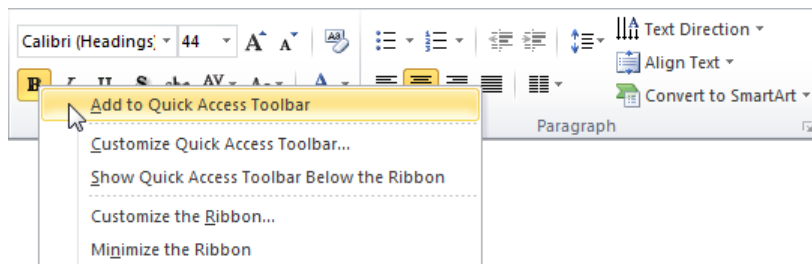 Calibri (Headings) 44 A A Aa Text Direction
B Align Text
Convert to SmartArt
Paragraph
Add to Quick Access Toolbar
Customize Quick Access Toolbar...
Show Quick Access Toolbar Below the Ribbon
Customize the Ribbon...
Minimize the Ribbon